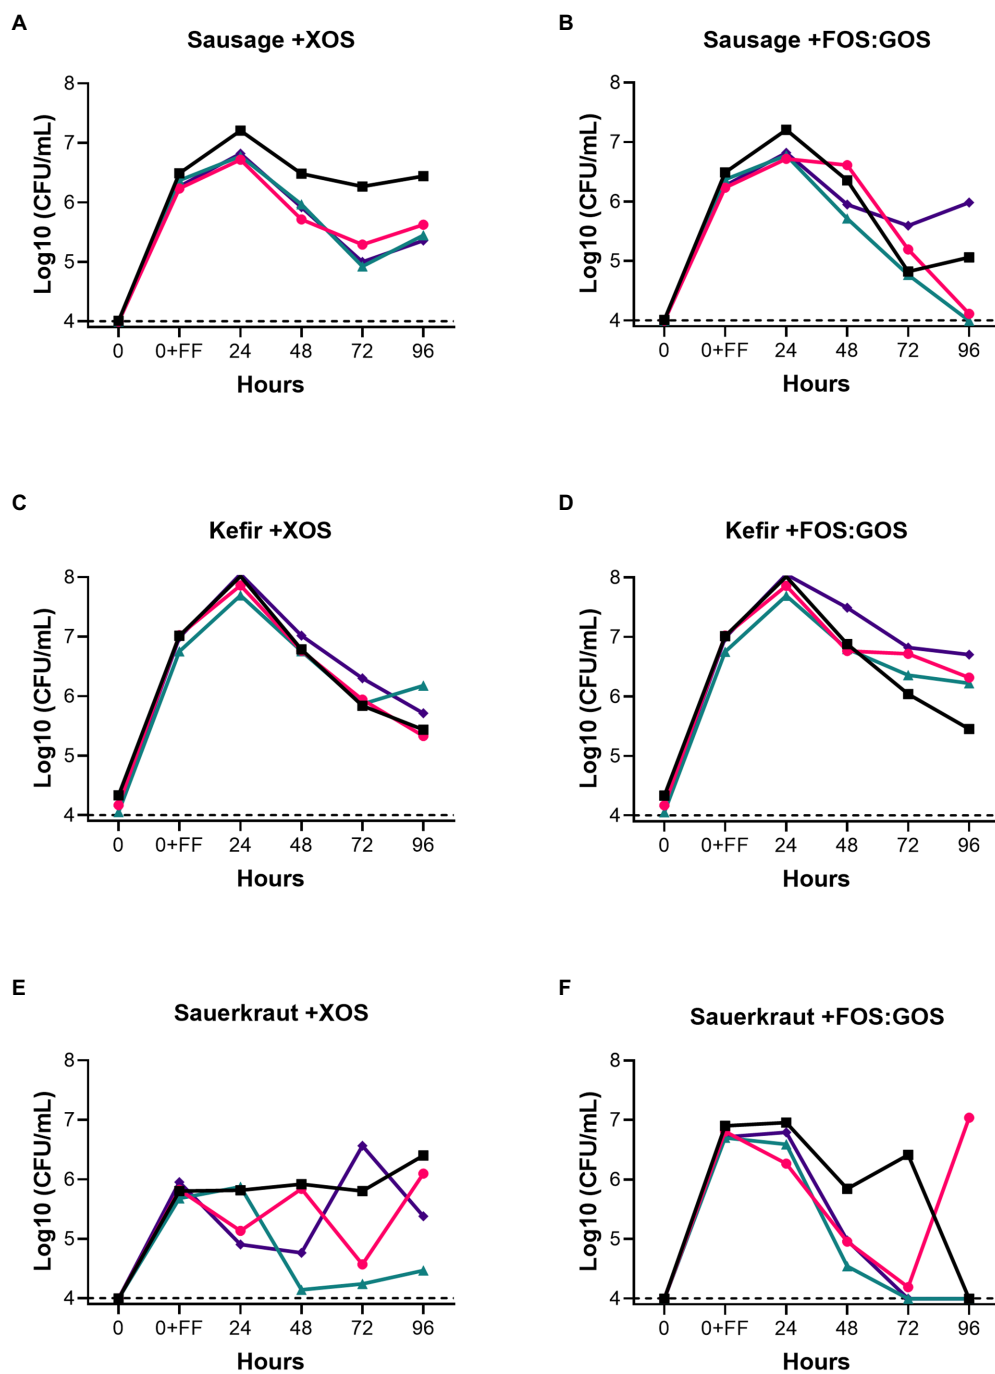 A
Sausage +XOS
8
7
6
5
4
Log10 (CFU/mL)
0 0+FF 24 48 72 96
Hours
B
Sausage +FOS:GOS
8
7
6
5
4
Log10 (CFU/mL)
0 0+FF 24 48 72 96
Hours
C
Kefir +XOS
8
7
6
5
4
Log10 (CFU/mL)
0 0+FF 24 48 72 96
Hours
D
Kefir +FOS:GOS
8
7
6
5
4
Log10 (CFU/mL)
0 0+FF 24 48 72 96
Hours
E
Sauerkraut +XOS
8
7
6
5
4
Log10 (CFU/mL)
0 0+FF 24 48 72 96
Hours
F
Sauerkraut +FOS:GOS
8
7
6
5
4
Log10 (CFU/mL)
0 0+FF 24 48 72 96
Hours